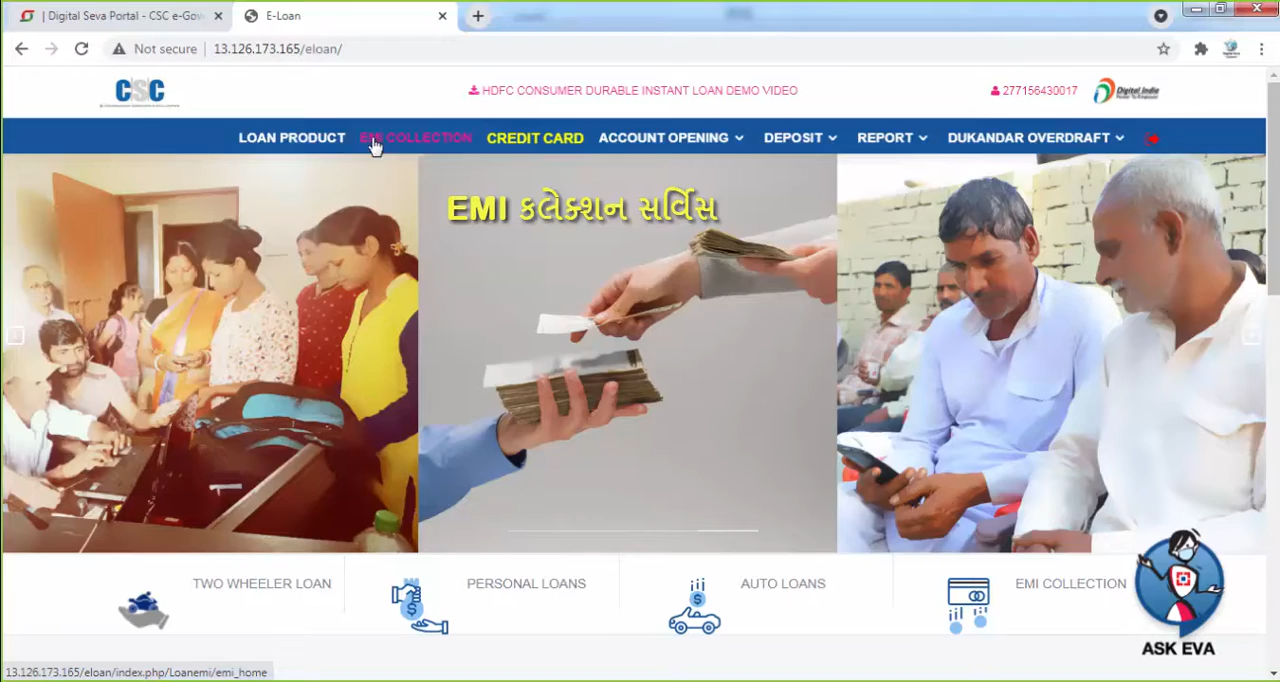 | Digital Seva Portal - CSC e-Gov
E-Loan
Not secure | 13.126.173.165/eloan/
CSC
HDFC CONSUMER DURABLE INSTANT LOAN DEMO VIDEO
277156430017
Digital India
LOAN PRODUCT EMI COLLECTION CREDIT CARD ACCOUNT OPENING DEPOSIT REPORT DUKANDAR OVERDRAFT
EMI કલેક્શન સર્વિસ
TWO WHEELER LOAN
PERSONAL LOANS
AUTO LOANS
EMI COLLECTION
ASK EVA
13.126.173.165/eloan/index.php/Loanemi/emi_home